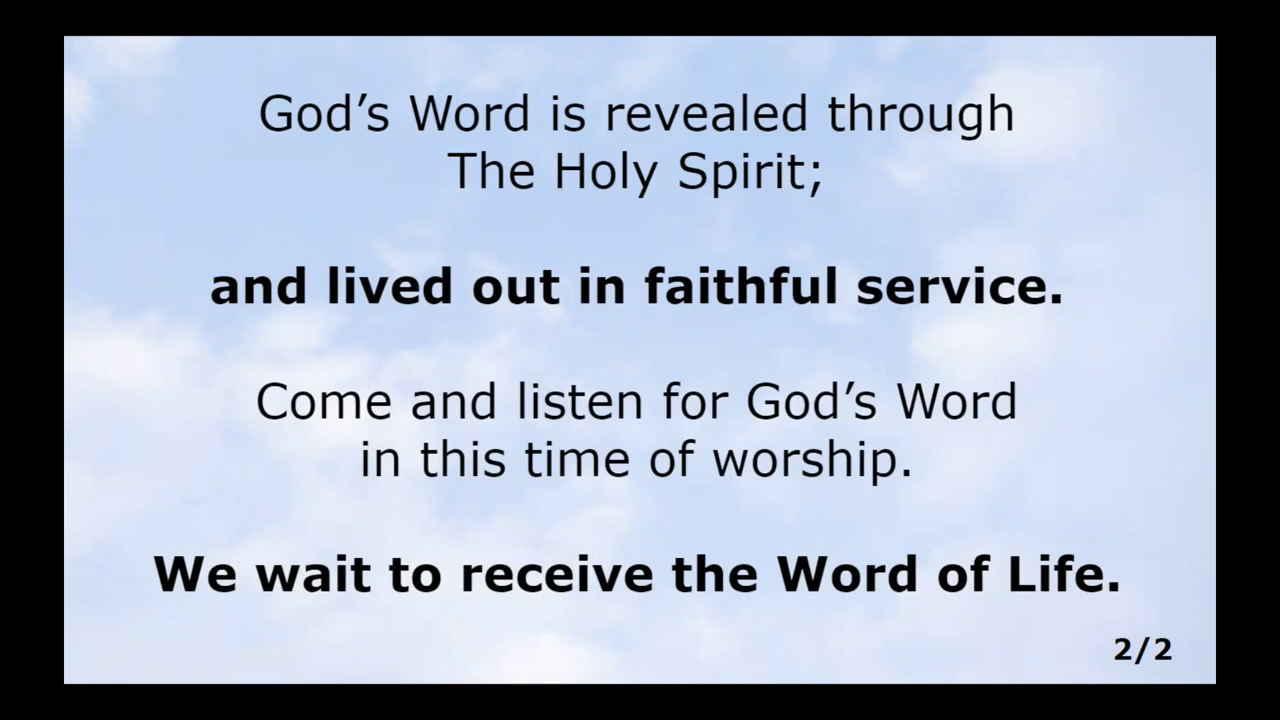 God’s Word is revealed through
The Holy Spirit;
and lived out in faithful service.
Come and listen for God’s Word
in this time of worship.
We wait to receive the Word of Life.
2/2